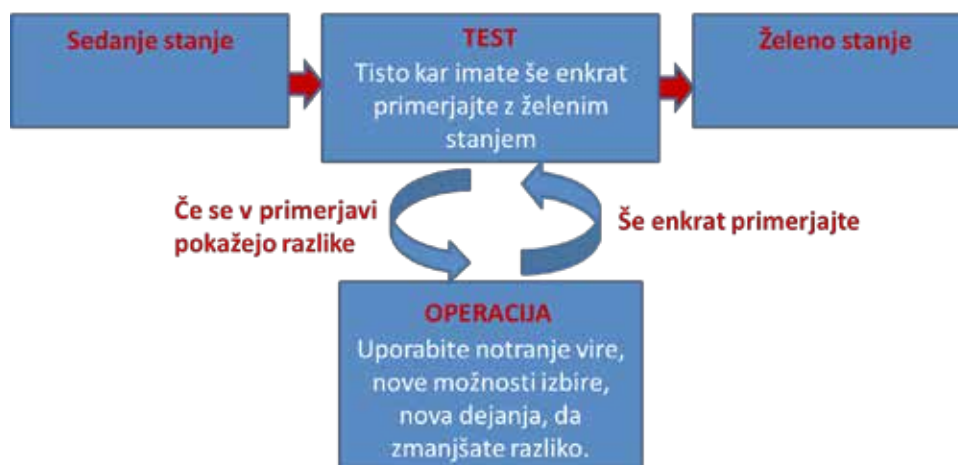 Sedanje stanje
TEST
Tisto kar imate še enkrat
primerjajte z želenim
stanjem
Želeno stanje
Če se v primerjavi
pokažejo razlike
Še enkrat primerjajte
OPERACIJA
Uporabite notranje vire,
nove možnosti izbire,
nova dejanja, da
zmanjšate razliko.